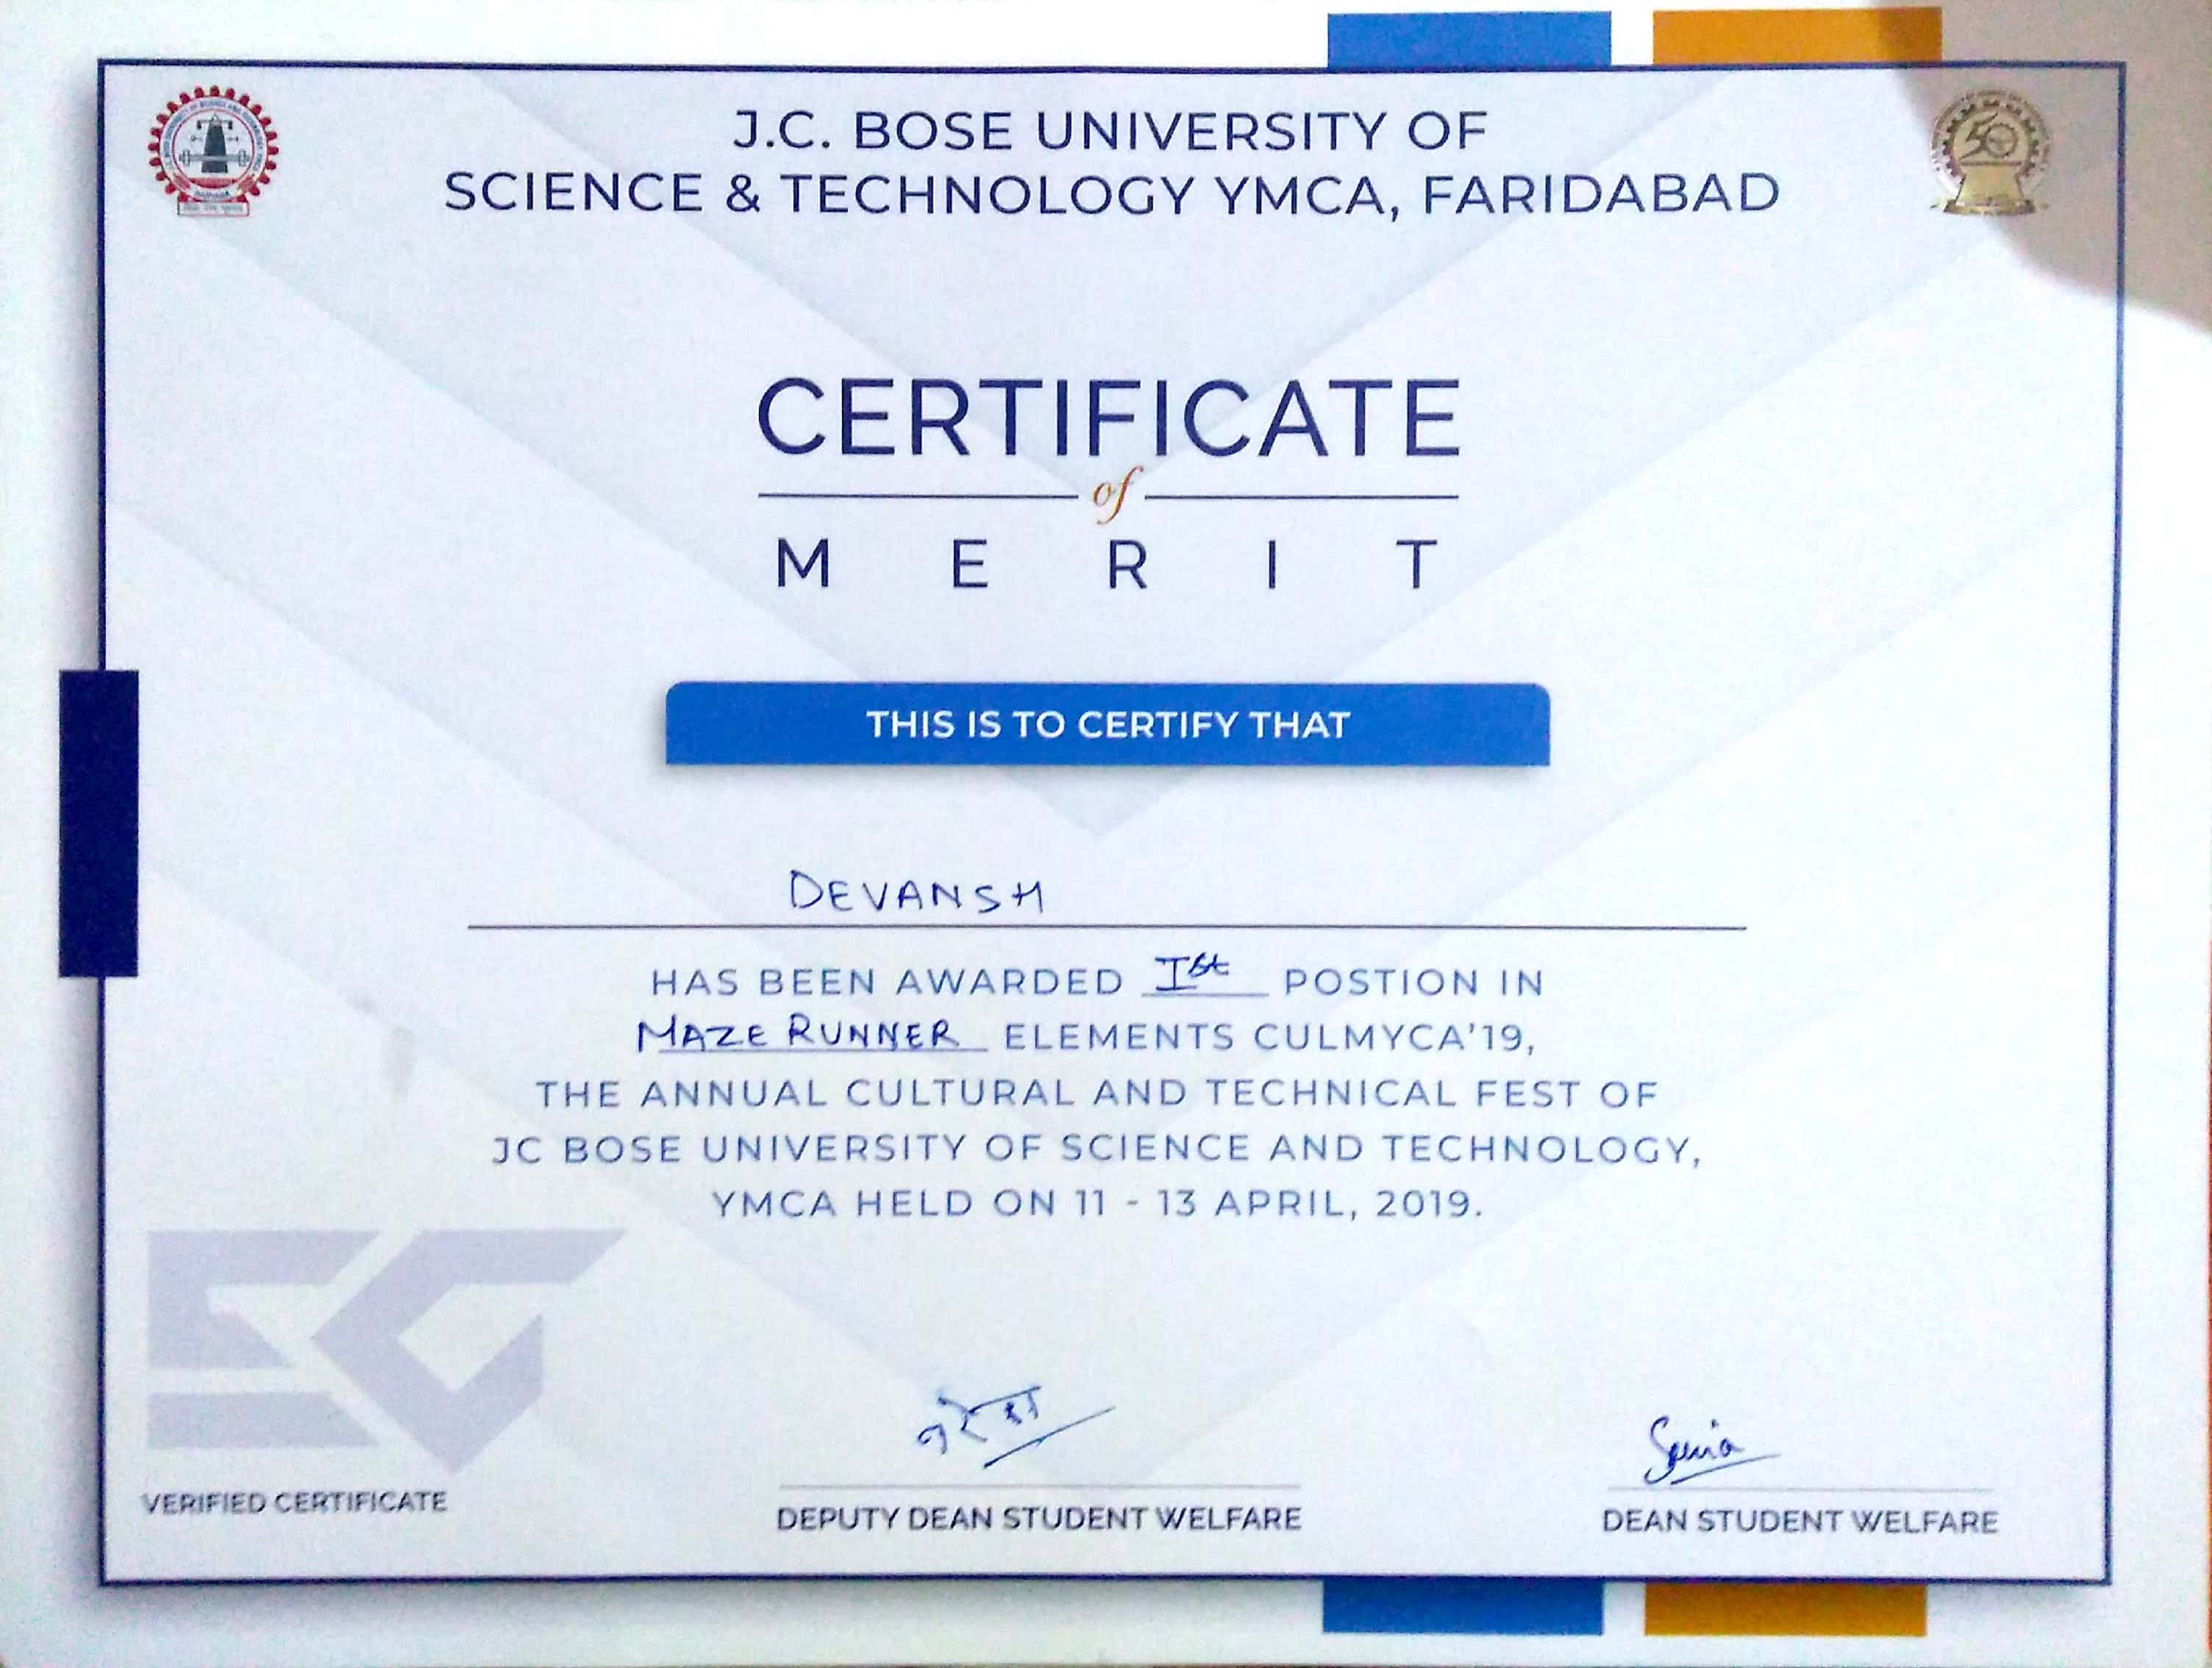 J.C. BOSE UNIVERSITY OF
SCIENCE & TECHNOLOGY YMCA, FARIDABAD
50
CERTIFICATE
of
MERIT
THIS IS TO CERTIFY THAT
DEVANSH
HAS BEEN AWARDED Ist POSTION IN
MAZE RUNNER ELEMENTS CULMYCA'19,
THE ANNUAL CULTURAL AND TECHNICAL FEST OF
JC BOSE UNIVERSITY OF SCIENCE AND TECHNOLOGY,
YMCA HELD ON 11 - 13 APRIL, 2019.
VERIFIED CERTIFICATE
DEPUTY DEAN STUDENT WELFARE
DEAN STUDENT WELFARE